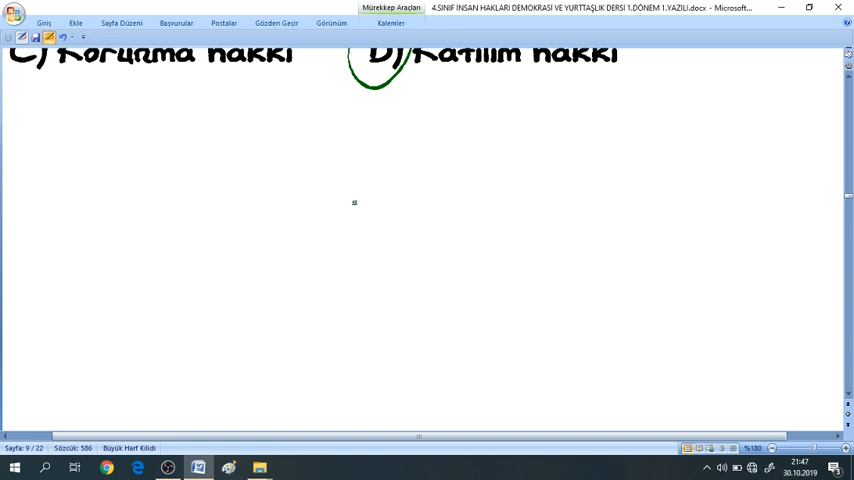 Mürekkep Araçları
4.SINIF İNSAN HAKLARI DEMOKRASİ VE YURTTAŞLIK DERSİ 1.DÖNEM 1.YAZILI.docx - Microsoft...
Giriş Ekle Sayfa Düzeni Başvurular Postalar Gözden Geçir Görünüm Kalemler
C) Korunma hakkı D) Katılım hakkı
Sayfa: 9 / 22 Sözcük: 586 Büyük Harf Kilidi %180
21:47
30.10.2019
3